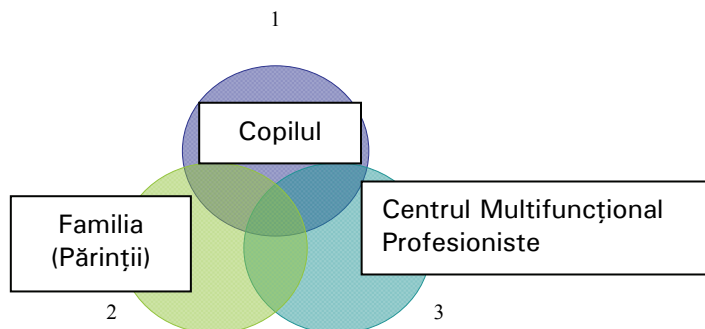 1
Copilul
Familia
(Părinții)
Centrul Multifuncțional
Profesioniste
2
3